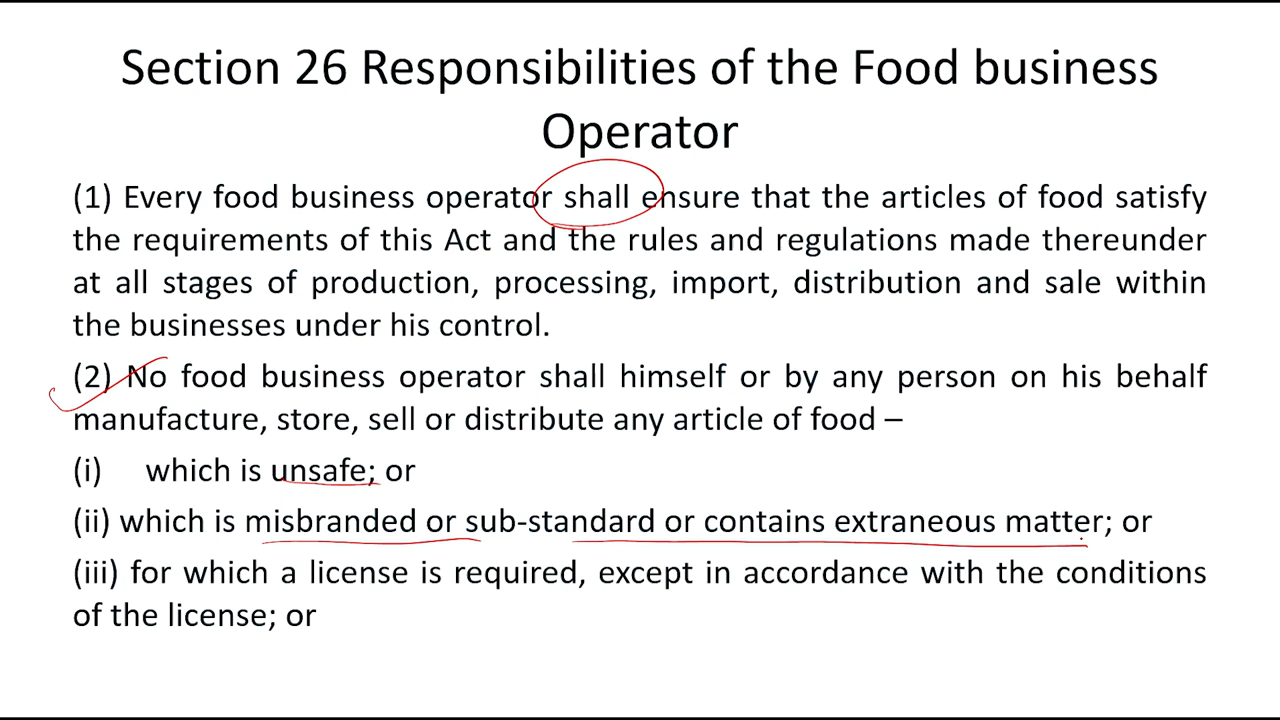 Section 26 Responsibilities of the Food business
Operator
(1) Every food business operator shall ensure that the articles of food satisfy
the requirements of this Act and the rules and regulations made thereunder
at all stages of production, processing, import, distribution and sale within
the businesses under his control.
(2) No food business operator shall himself or by any person on his behalf
manufacture, store, sell or distribute any article of food –
(i) which is unsafe; or
(ii) which is misbranded or sub-standard or contains extraneous matter; or
(iii) for which a license is required, except in accordance with the conditions
of the license; or